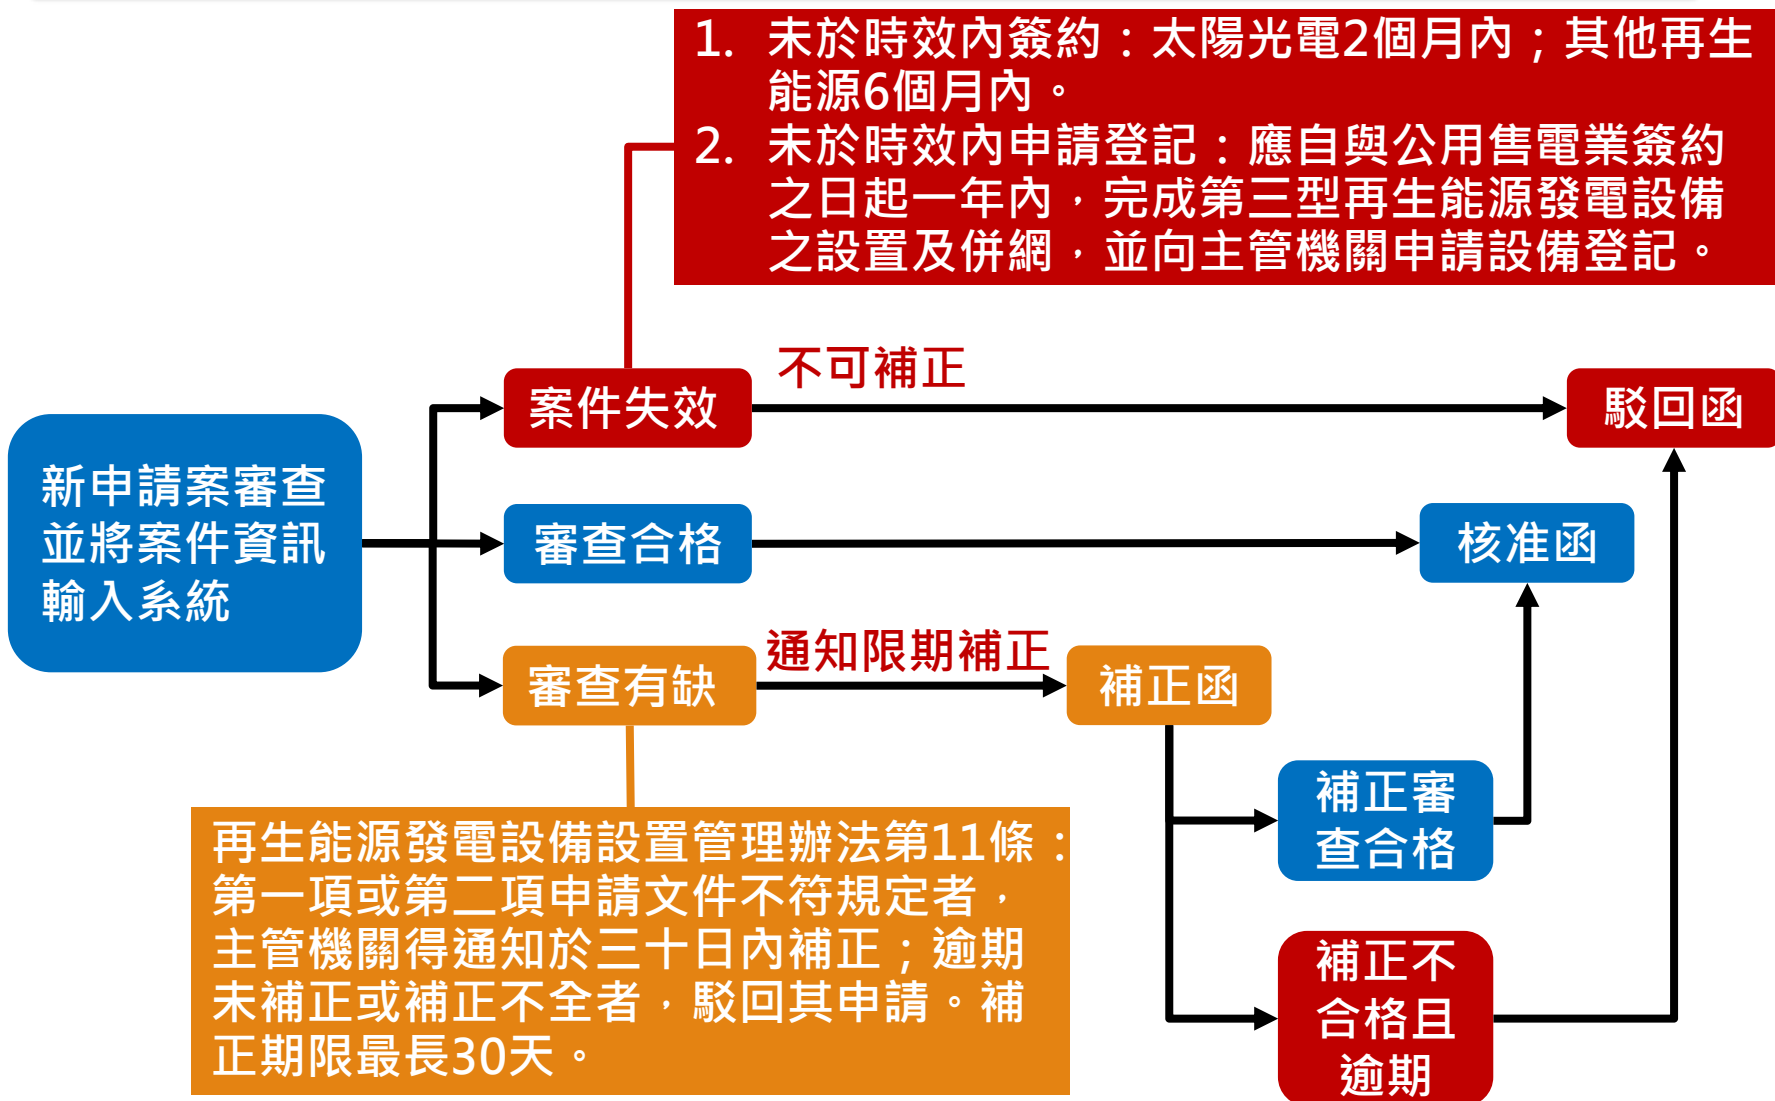 1. 未於時效內簽約：太陽光電2個月內；其他再生
能源6個月內。
2. 未於時效內申請登記：應自與公用售電業簽約
之日起一年內，完成第三型再生能源發電設備
之設置及併網，並向主管機關申請設備登記。
不可補正
案件失效
駁回函
新申請案審查
並將案件資訊
輸入系統
審查合格
核准函
通知限期補正
審查有缺
補正函
補正審
查合格
再生能源發電設備設置管理辦法第11條：
第一項或第二項申請文件不符規定者，
主管機關得通知於三十日內補正；逾期
未補正或補正不全者，駁回其申請。補
正期限最長30天。
補正不
合格且
逾期